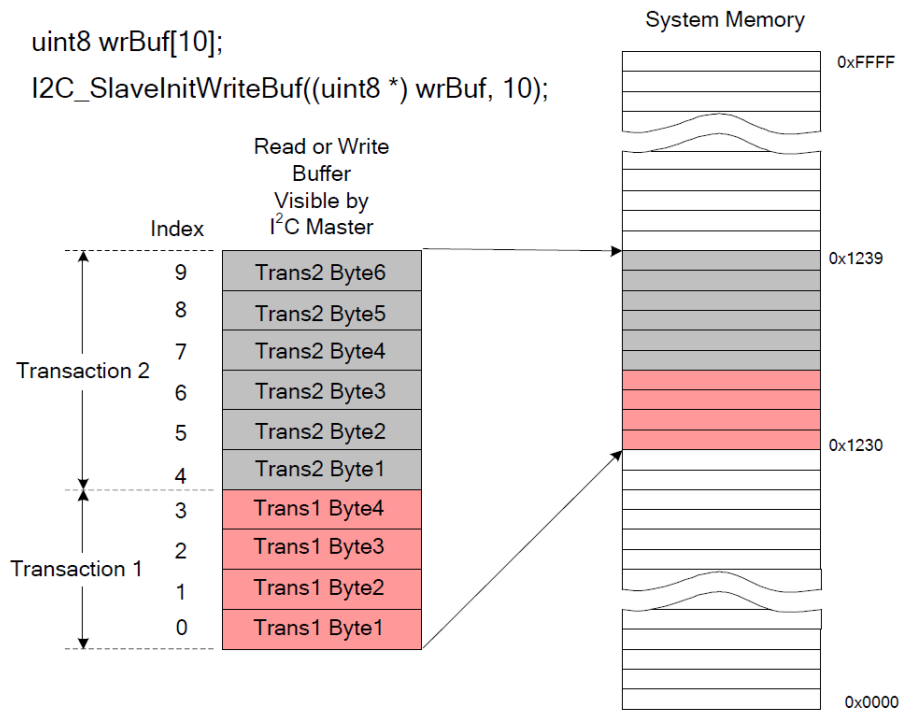 uint8 wrBuf[10];
I2C_SlaveInitWriteBuf((uint8 *) wrBuf, 10);
System Memory
0xFFFF
Read or Write
Buffer
Visible by
I²C Master
Index
0x1239
9 Trans2 Byte6
8 Trans2 Byte5
7 Trans2 Byte4
Transaction 2
6 Trans2 Byte3
5 Trans2 Byte2
0x1230
4 Trans2 Byte1
3 Trans1 Byte4
2 Trans1 Byte3
Transaction 1
1 Trans1 Byte2
0 Trans1 Byte1
0x0000